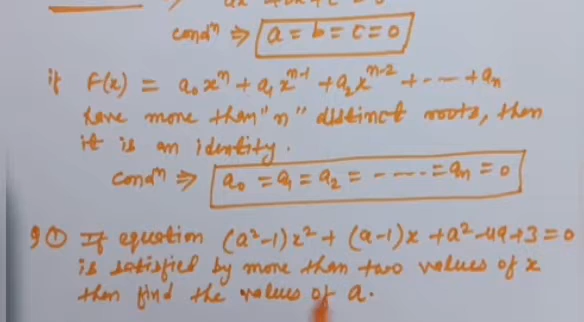 condⁿ ⇒ a = b = c = 0
if F(x) = a₀xⁿ + a₁xⁿ⁻¹ + a₂xⁿ⁻² + - - - + aₙ
have more than "n" distinct roots, then
it is an identity.
condⁿ ⇒ a₀ = a₁ = a₂ = - - - - = aₙ = 0
Q ① If equation (a²-1)x² + (a-1)x + a²-4a+3 = 0
is satisfied by more than two values of x
then find the values of a.